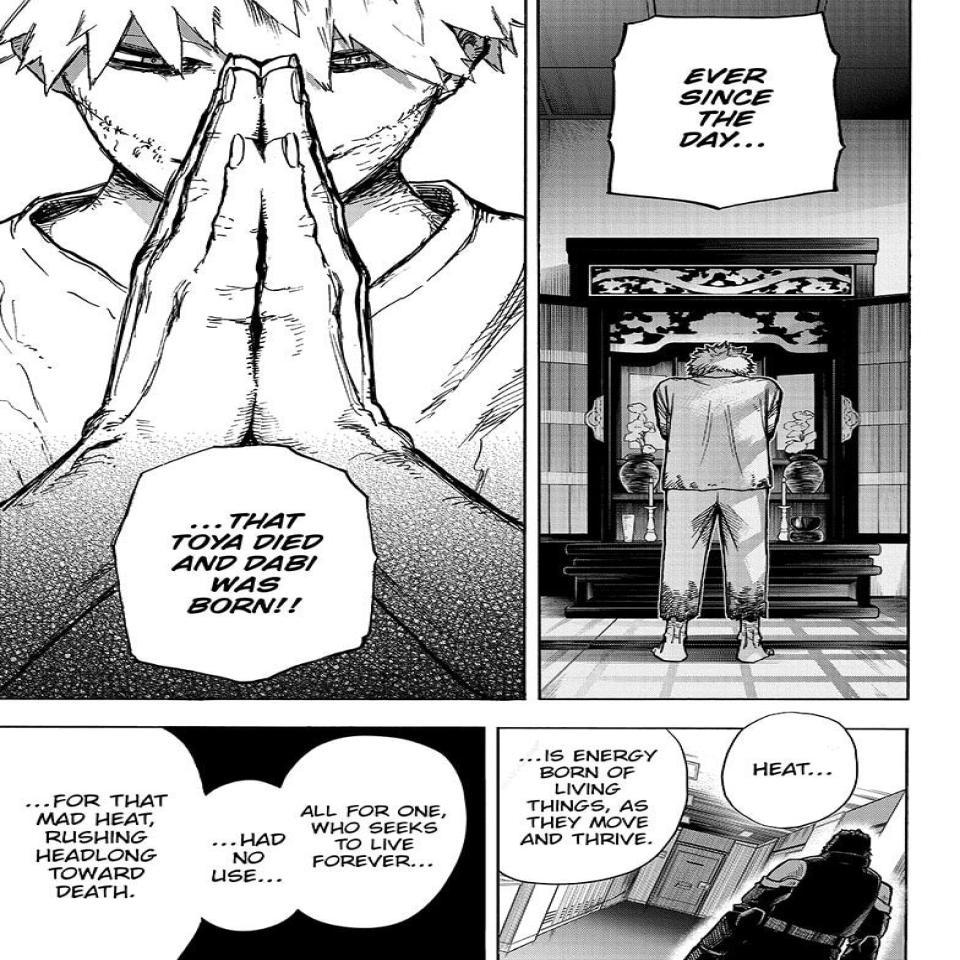 EVER
SINCE
THE
DAY...
...THAT
TOYA DIED
AND DABI
WAS
BORN!!
HEAT...
...IS ENERGY
BORN OF
LIVING
THINGS, AS
THEY MOVE
AND THRIVE.
ALL FOR ONE,
WHO SEEKS
TO LIVE
FOREVER...
...HAD
NO
USE...
...FOR THAT
MAD HEAT,
RUSHING
HEADLONG
TOWARD
DEATH.